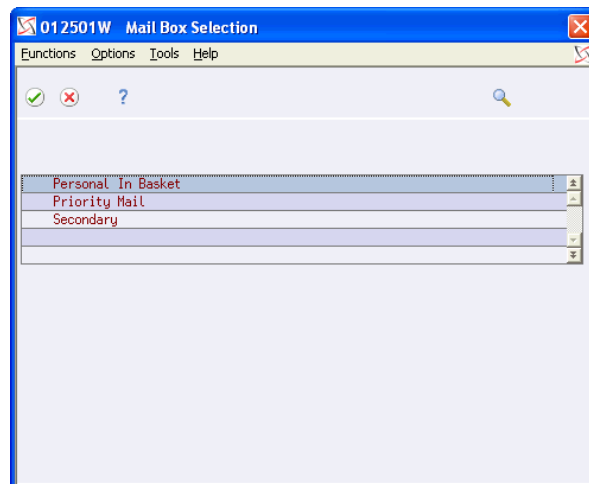 012501W Mail Box Selection
Functions Options Tools Help
?
Personal In Basket
Priority Mail
Secondary